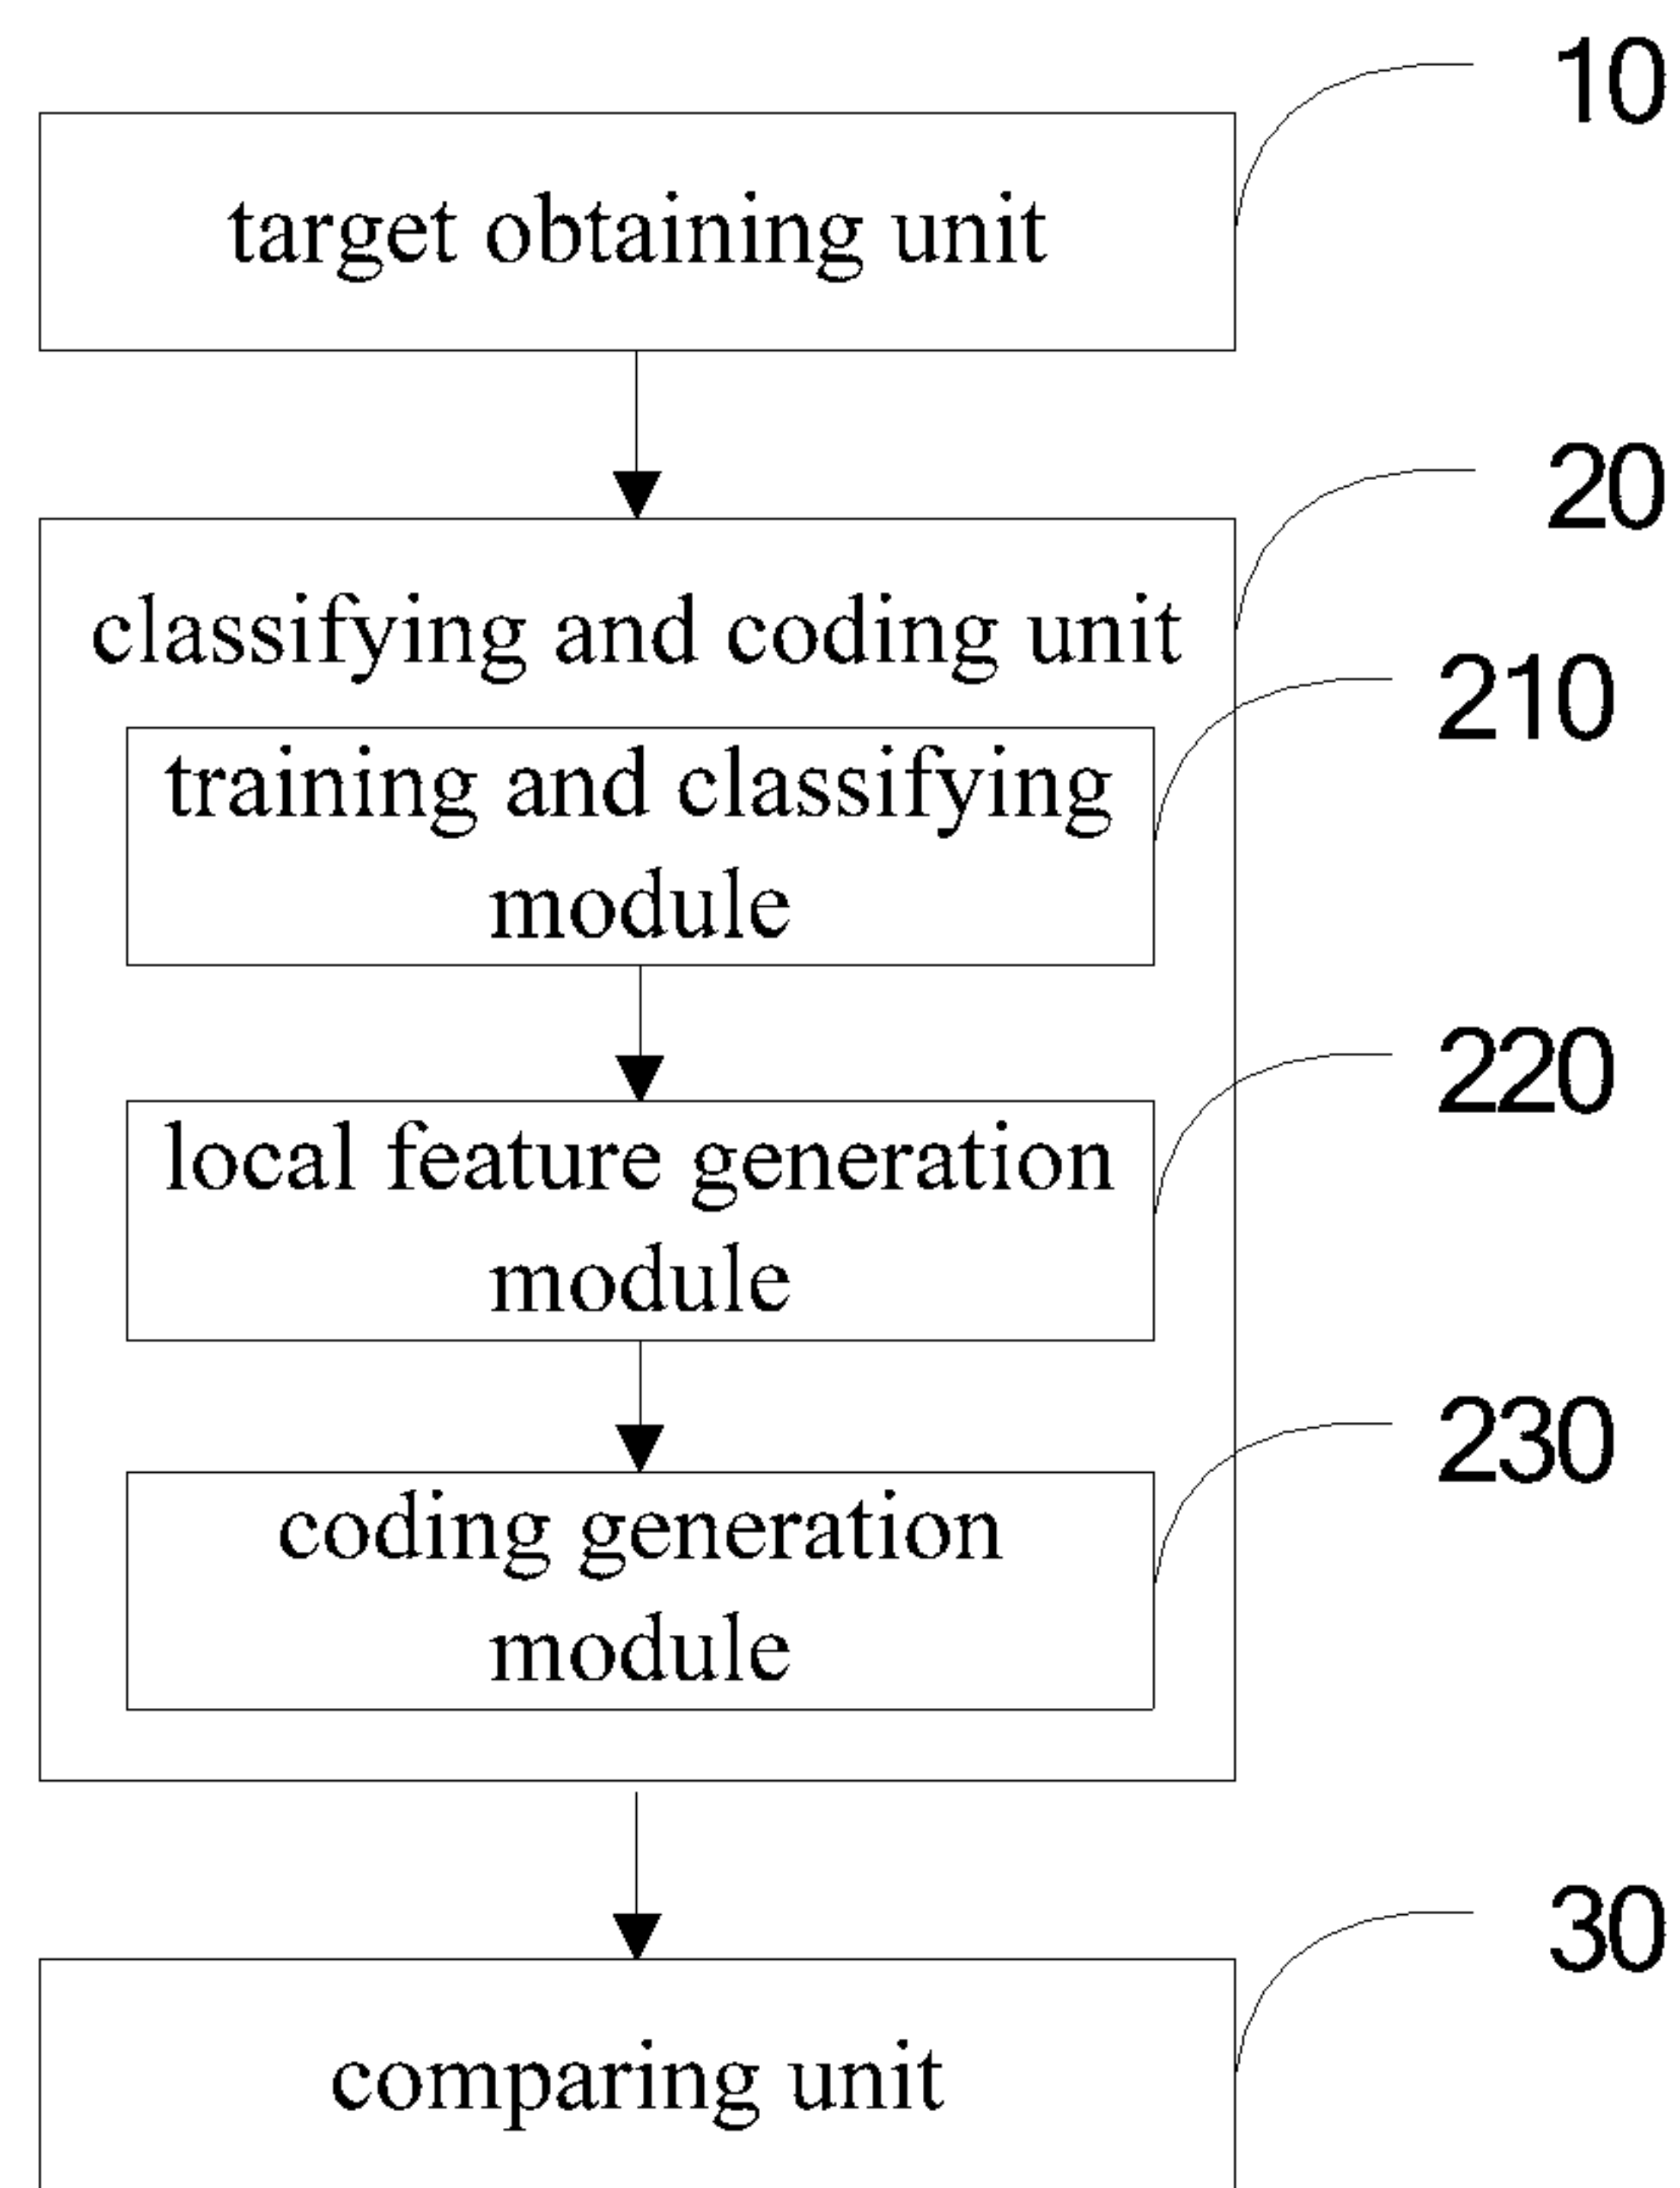 10
target obtaining unit
20
classifying and coding unit
210
training and classifying
module
220
local feature generation
module
230
coding generation
module
30
comparing unit